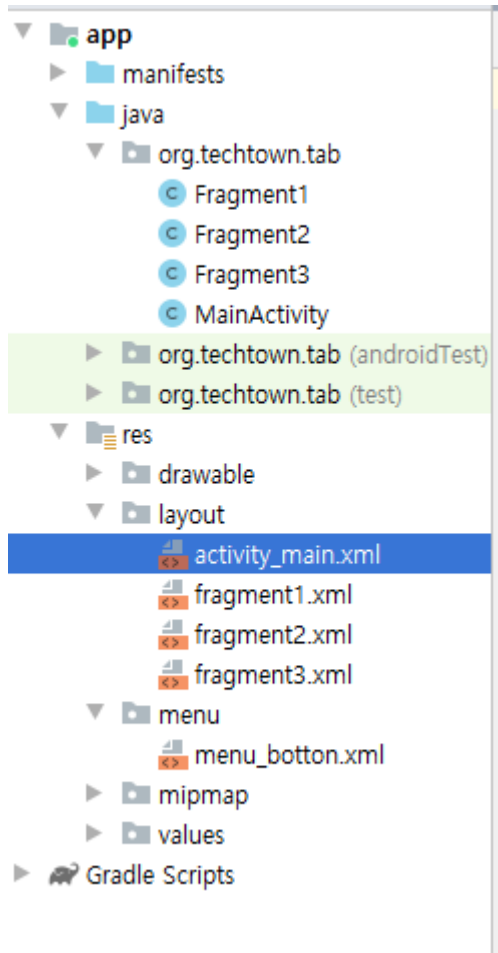 app
manifests
java
org.techtown.tab
Fragment1
Fragment2
Fragment3
MainActivity
org.techtown.tab (androidTest)
org.techtown.tab (test)
res
drawable
layout
activity_main.xml
fragment1.xml
fragment2.xml
fragment3.xml
menu
menu_botton.xml
mipmap
values
Gradle Scripts